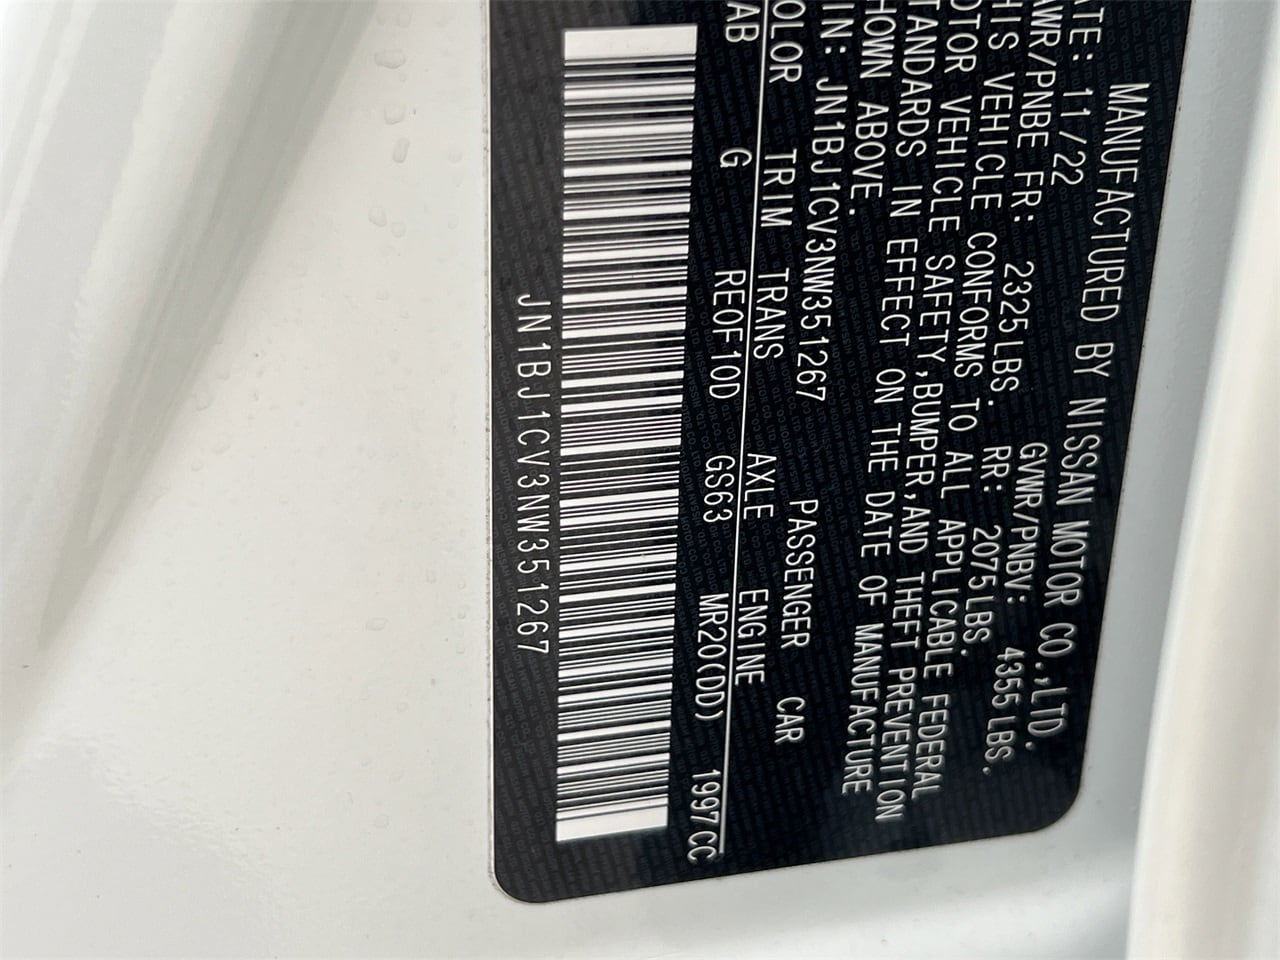 MANUFACTURED BY NISSAN MOTOR CO.,LTD.
ATE: 11/22 GVWR/PNBV: 4355 LBS.
AWR/PNBE FR: 2325 LBS. RR: 2075 LBS.
HIS VEHICLE CONFORMS TO ALL APPLICABLE FEDERAL
OTOR VEHICLE SAFETY,BUMPER,AND THEFT PREVENTION
TANDARDS IN EFFECT ON THE DATE OF MANUFACTURE
HOWN ABOVE.
IN: JN1BJ1CV3NW351267 PASSENGER CAR
OLOR TRIM TRANS AXLE ENGINE
AB G RE0F10D GS63 MR20(DD) 1997CC
JN1BJ1CV3NW351267